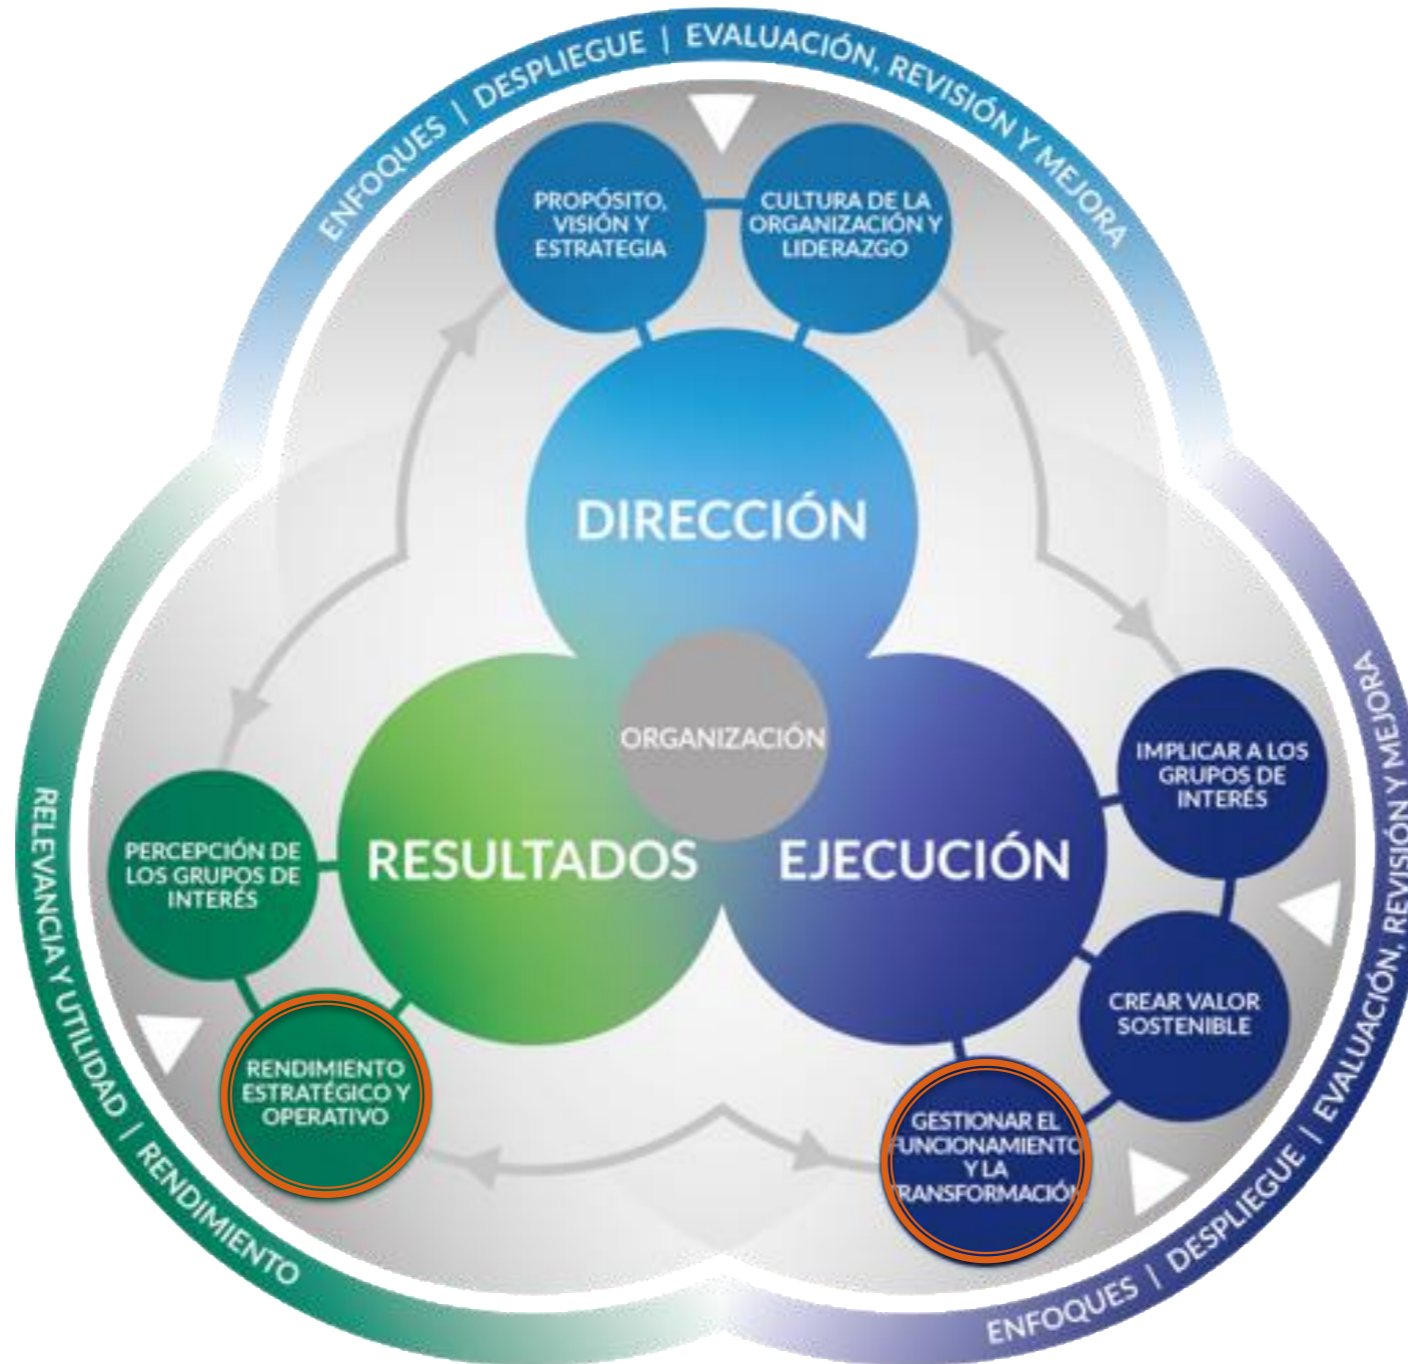 ENFOQUES | DESPLIEGUE | EVALUACIÓN, REVISIÓN Y MEJORA
PROPÓSITO,
VISIÓN Y
ESTRATEGIA
CULTURA DE LA
ORGANIZACIÓN Y
LIDERAZGO
DIRECCIÓN
ORGANIZACIÓN
RESULTADOS
EJECUCIÓN
IMPLICAR A LOS
GRUPOS DE
INTERÉS
CREAR VALOR
SOSTENIBLE
GESTIONAR EL
FUNCIONAMIENTO
Y LA
TRANSFORMACIÓN
PERCEPCIÓN DE
LOS GRUPOS DE
INTERÉS
RENDIMIENTO
ESTRATÉGICO Y
OPERATIVO
RELEVANCIA Y UTILIDAD | RENDIMIENTO
ENFOQUES | DESPLIEGUE | EVALUACIÓN, REVISIÓN Y MEJORA